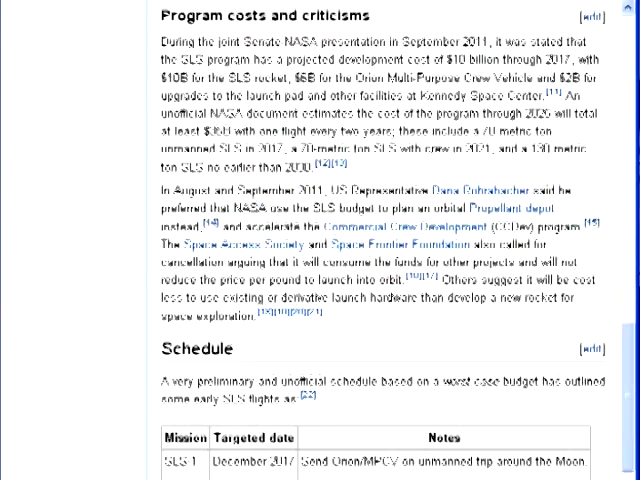 Program costs and criticisms [edit]
During the joint Senate NASA presentation in September 2011, it was stated that
the SLS program has a projected development cost of $18 billion through 2017, with
$10B for the SLS rocket, $6B for the Orion Multi-Purpose Crew Vehicle and $2B for
upgrades to the launch pad and other facilities at Kennedy Space Center.[11] An
unofficial NASA document estimates the cost of the program through 2025 will total
at least with one flight every two years; these include a 70 metric ton
unmanned SLS in 2017, a 70-metric ton SLS with crew in 2021, and a 130 metric
ton SLS no earlier than 2030.[12][13]
In August and September 2011, US Representative Dana Rohrabacher said he
preferred that NASA use the SLS budget to plan an orbital Propellant depot
instead,[14] and accelerate the Commercial Crew Development (CCDev) program.[15]
The Space Access Society and Space Frontier Foundation also called for
cancellation arguing that it will consume the funds for other projects and will not
reduce the price per pound to launch into orbit.[16][17] Others suggest it will be cost
less to use existing or derivative launch hardware than develop a new rocket for
space exploration.[18][19][20][21]
Schedule [edit]
A very preliminary and unofficial schedule based on a worst case budget has outlined
some early SLS flights as:[22]
Mission Targeted date Notes
SLS-1 December 2017 Send Orion/MPCV on unmanned trip around the Moon.